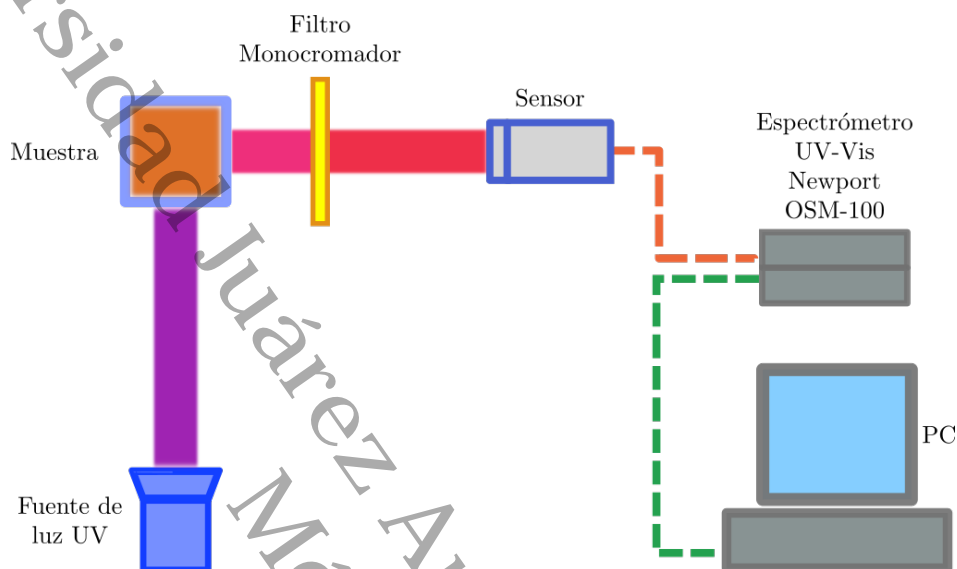 Filtro
Monocromador
Sensor
Muestra
Espectrómetro
UV-Vis
Newport
OSM-100
PC
Fuente de
luz UV
Juárez